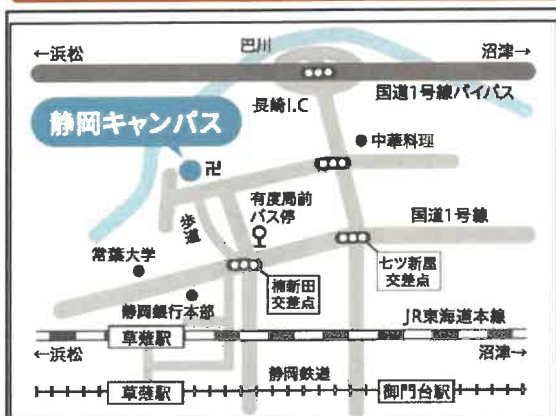 巴川
←浜松
沼津→
国道1号線バイパス
長崎I.C
静岡キャンパス
卍
中華料理
歩道
有度局前
バス停
国道1号線
常葉大学
七ツ新屋
交差点
楠新田
交差点
静岡銀行本部
JR東海道本線
草薙駅
←浜松
沼津→
静岡鉄道
草薙駅
御門台駅